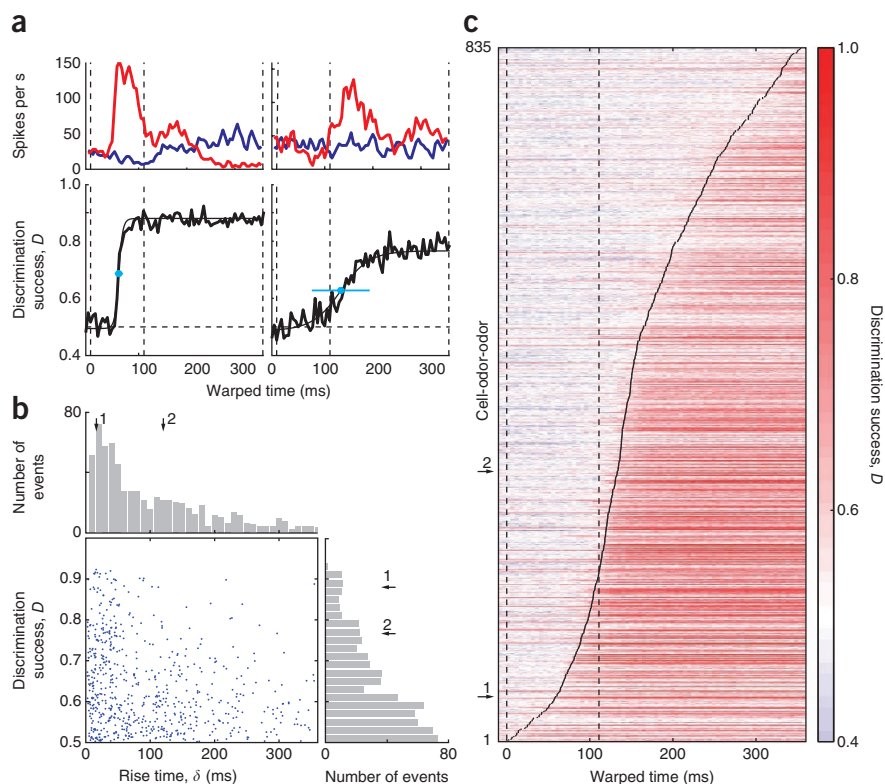 a
Spikes per s
150
100
50
0
Discrimination
success, D
1.0
0.8
0.6
0.4
0
100
200
300
0
100
200
300
Warped time (ms)
b
Number of
events
80
0
1
2
Discrimination
success, D
0.9
0.8
0.7
0.6
0.5
0
100
200
300
Rise time, δ (ms)
1
2
0
80
Number of events
c
835
Cell-odor-odor
2
1
1
0
100
200
300
Warped time (ms)
1.0
0.8
0.6
0.4
Discrimination success, D